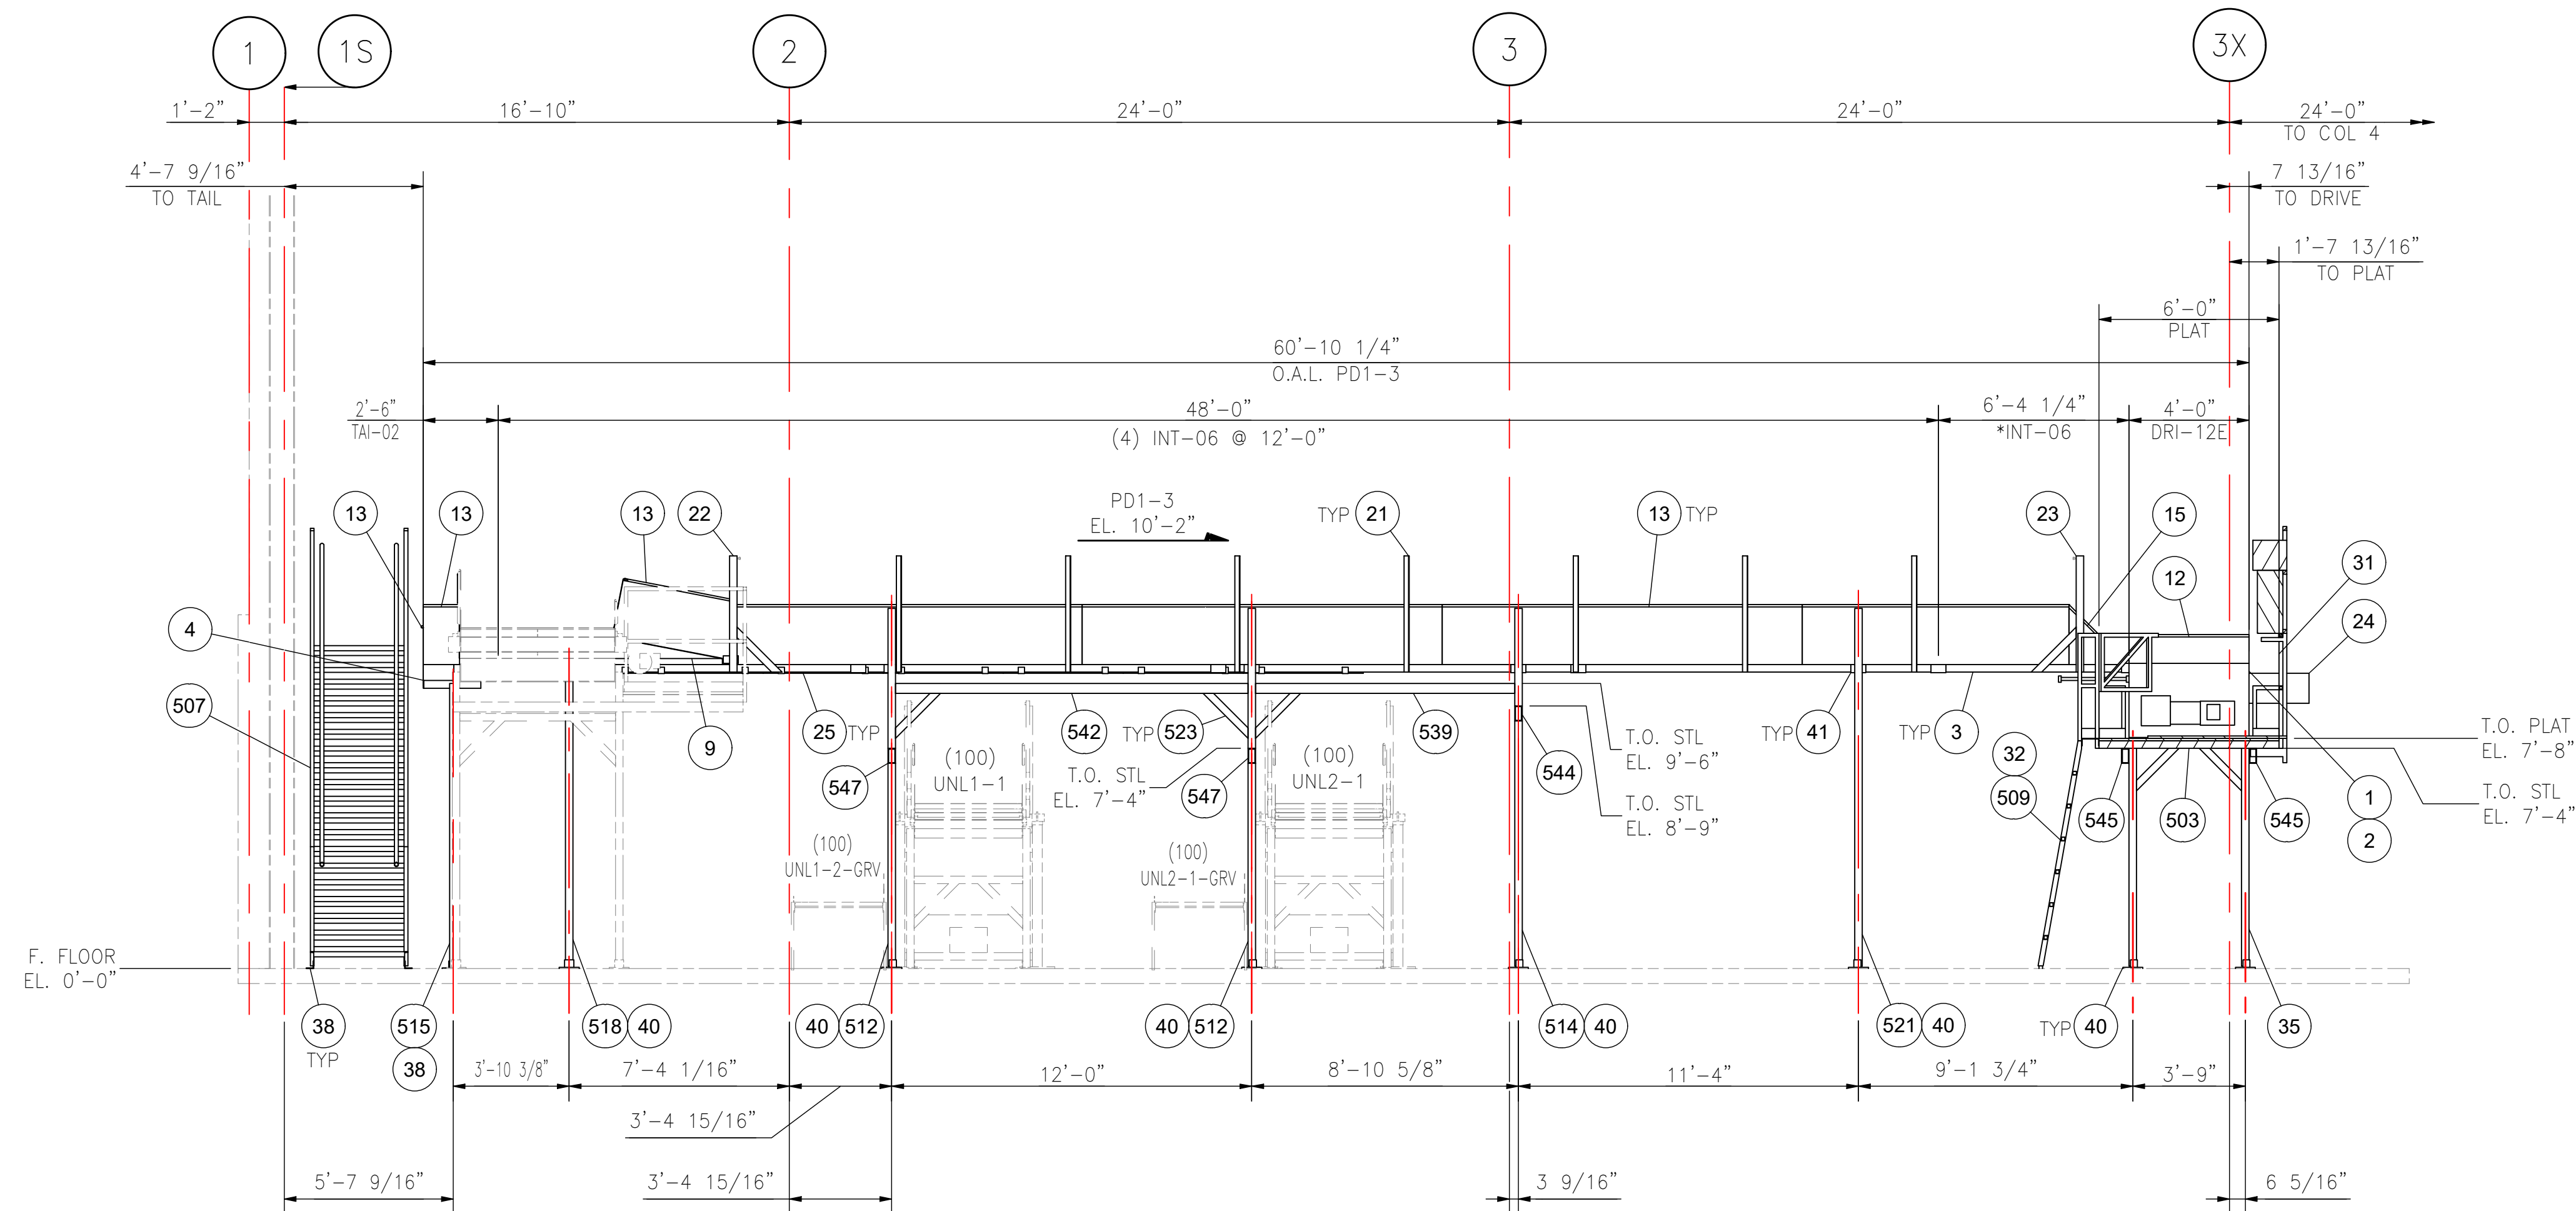 1
1S
2
3
3X
1'-2"
16'-10"
24'-0"
24'-0"
24'-0"
TO COL 4
4'-7 9/16"
TO TAIL
7 13/16"
TO DRIVE
1'-7 13/16"
TO PLAT
6'-0"
PLAT
60'-10 1/4"
O.A.L. PD1-3
2'-6"
TAI-02
48'-0"
(4) INT-06 @ 12'-0"
6'-4 1/4"
*INT-06
4'-0"
DRI-12E
13
13
13
22
PD1-3
EL. 10'-2"
TYP 21
13 TYP
23
15
12
31
24
4
507
9
25 TYP
542
TYP 523
539
TYP 41
TYP 3
547
(100)
UNL1-1
T.O. STL
EL. 7'-4"
547
(100)
UNL2-1
544
T.O. STL
EL. 9'-6"
T.O. STL
EL. 8'-9"
32
509
545
503
545
1
2
T.O. PLAT
EL. 7'-8"
T.O. STL
EL. 7'-4"
(100)
UNL1-2-GRV
(100)
UNL2-1-GRV
F. FLOOR
EL. 0'-0"
38
TYP
515
38
518 40
40 512
40 512
514 40
521 40
TYP 40
35
3'-10 3/8"
7'-4 1/16"
12'-0"
8'-10 5/8"
11'-4"
9'-1 3/4"
3'-9"
3'-4 15/16"
5'-7 9/16"
3'-4 15/16"
3 9/16"
6 5/16"